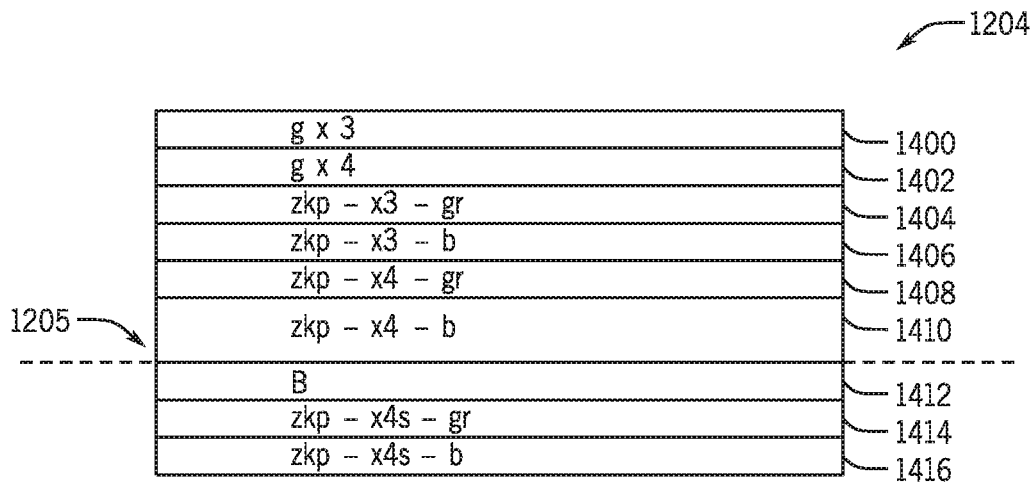 1204
g x 3
1400
g x 4
1402
zkp – x3 – gr
1404
zkp – x3 – b
1406
zkp – x4 – gr
1408
1205
zkp – x4 – b
1410
B
1412
zkp – x4s – gr
1414
zkp – x4s – b
1416